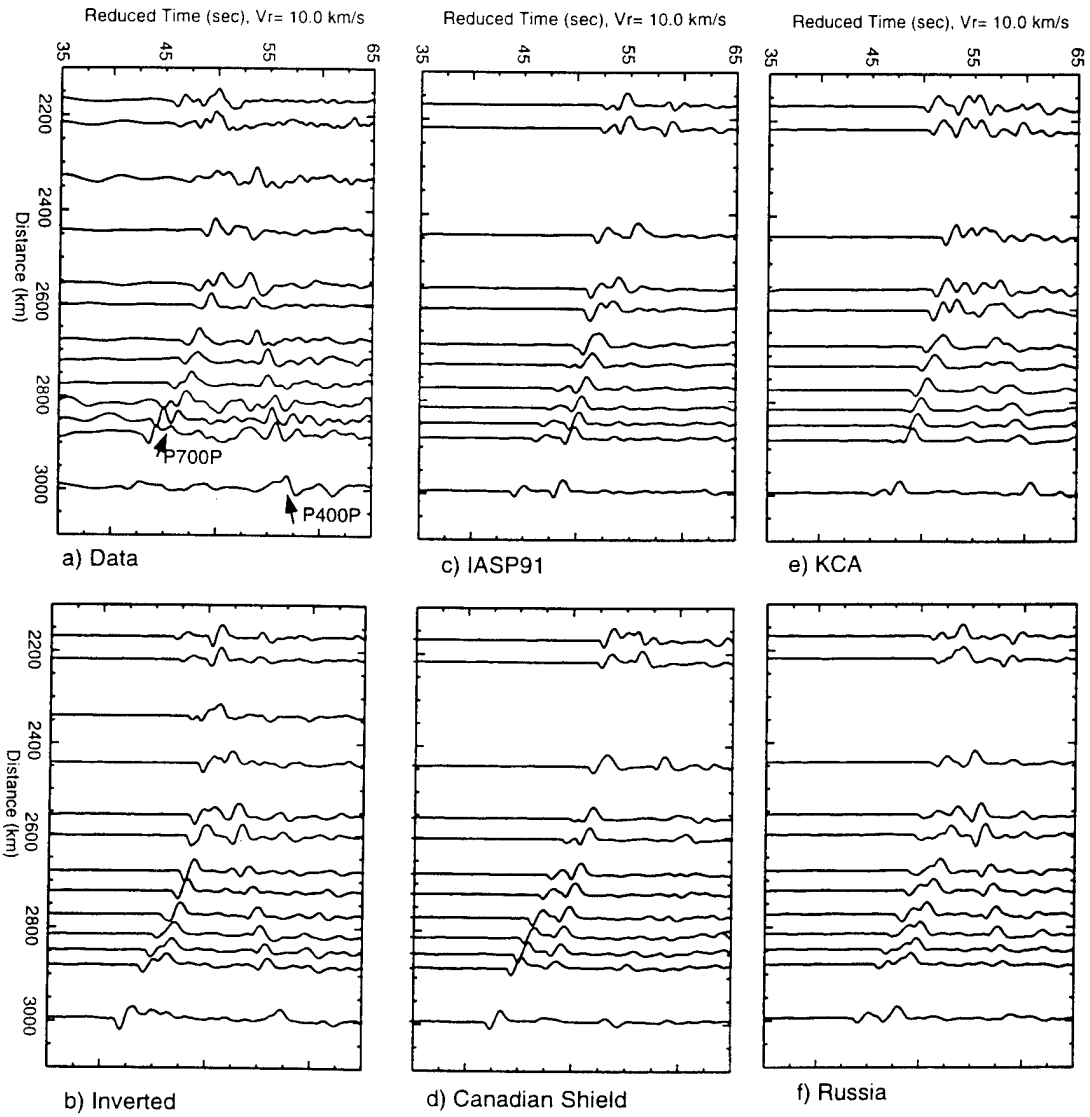 Reduced Time (sec), Vr= 10.0 km/s
Reduced Time (sec), Vr= 10.0 km/s
Reduced Time (sec), Vr= 10.0 km/s
35 45 55 65
35 45 55 65
35 45 55 65
2200
2400
2600
2800
3000
Distance (km)
P700P
P400P
a) Data
c) IASP91
e) KCA
2200
2400
2600
2800
3000
Distance (km)
b) Inverted
d) Canadian Shield
f) Russia